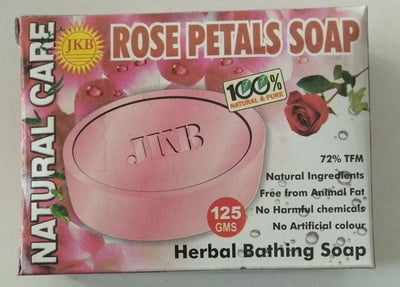 NATURAL CARE
JKB
ROSE PETALS SOAP
100%
NATURAL & PURE
JKB
72% TFM
Natural Ingredients
Free from Animal Fat
No Harmful chemicals
No Artificial colour
125
GMS
Herbal Bathing Soap